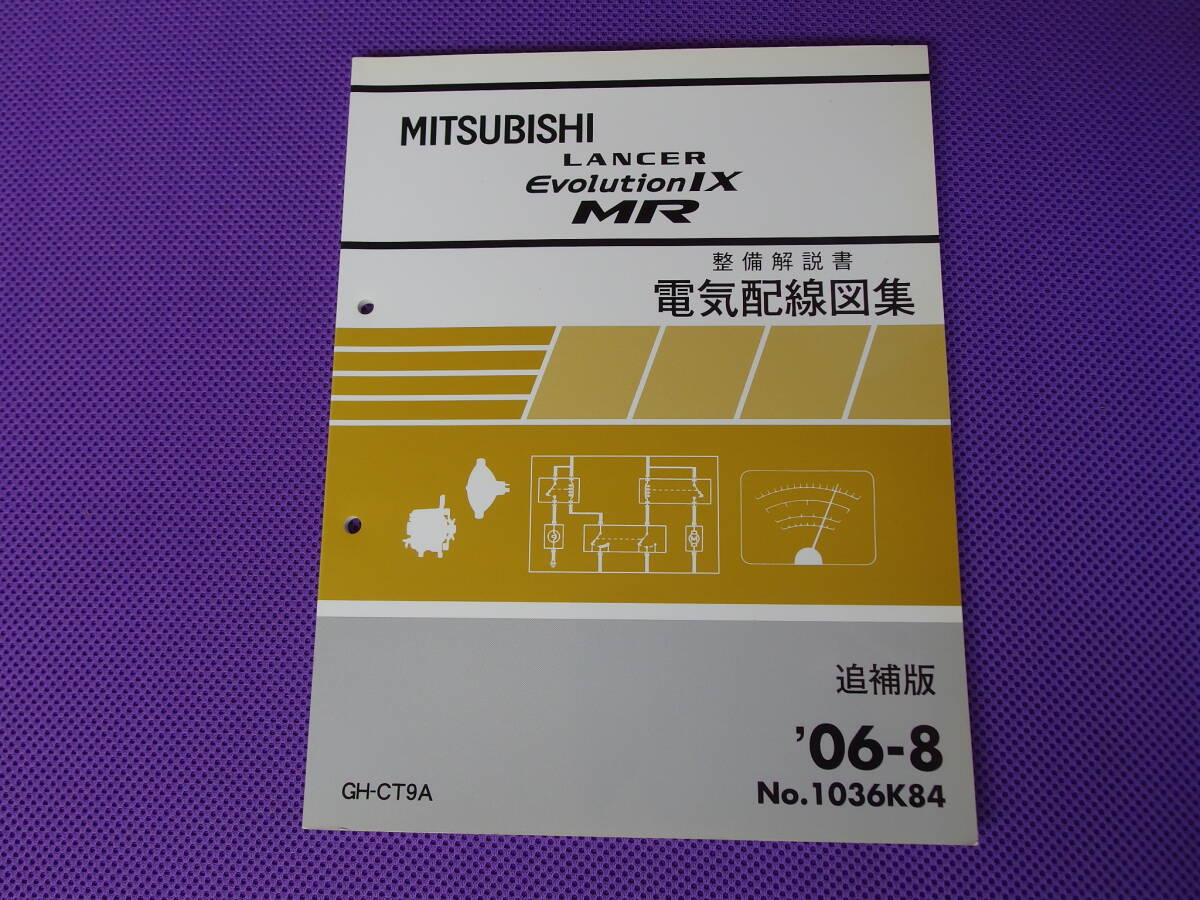 MITSUBISHI
LANCER
Evolution IX
MR
整備解説書
電気配線図集
M
追補版
'06-8
GH-CT9A
No.1036K84